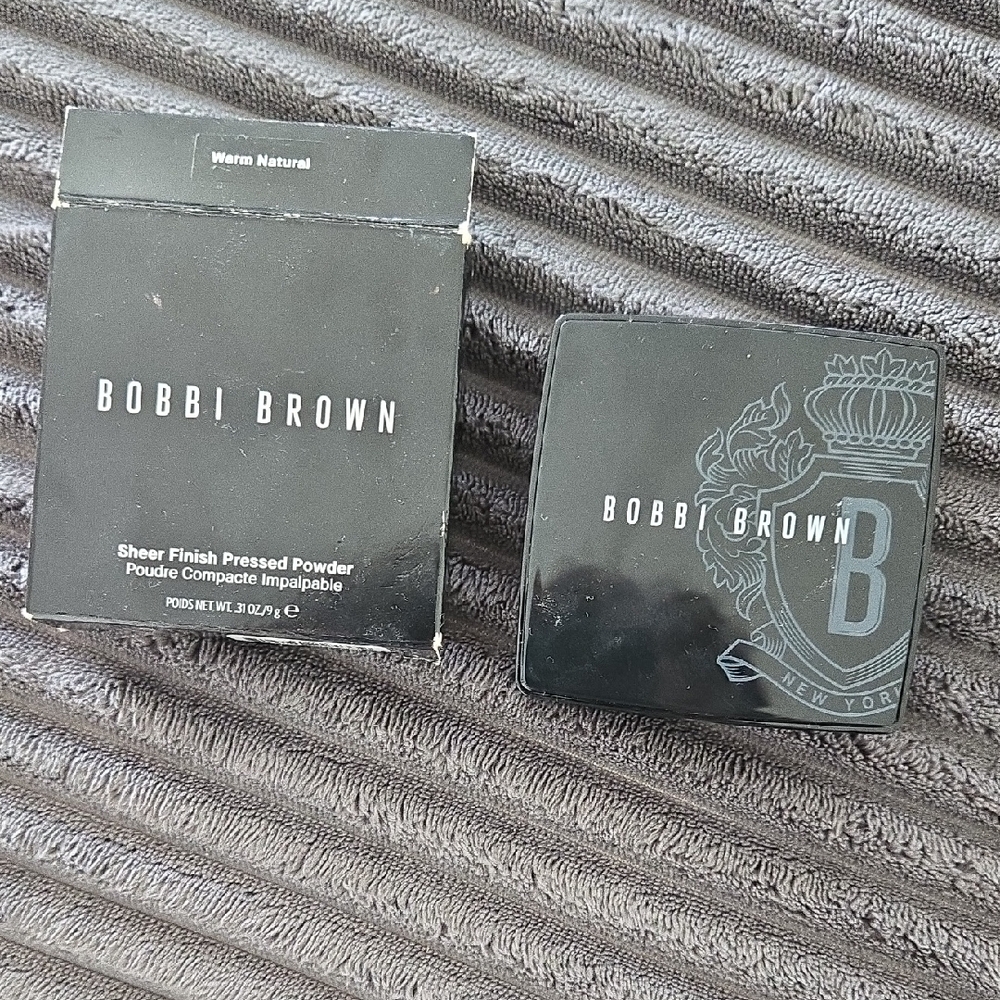 Warm Natural
BOBBI BROWN
Sheer Finish Pressed Powder
Poudre Compacte Impalpable
POIDS NET WT. .31 OZ./9 g ℮
BOBBI BROWN
B
NEW YOR